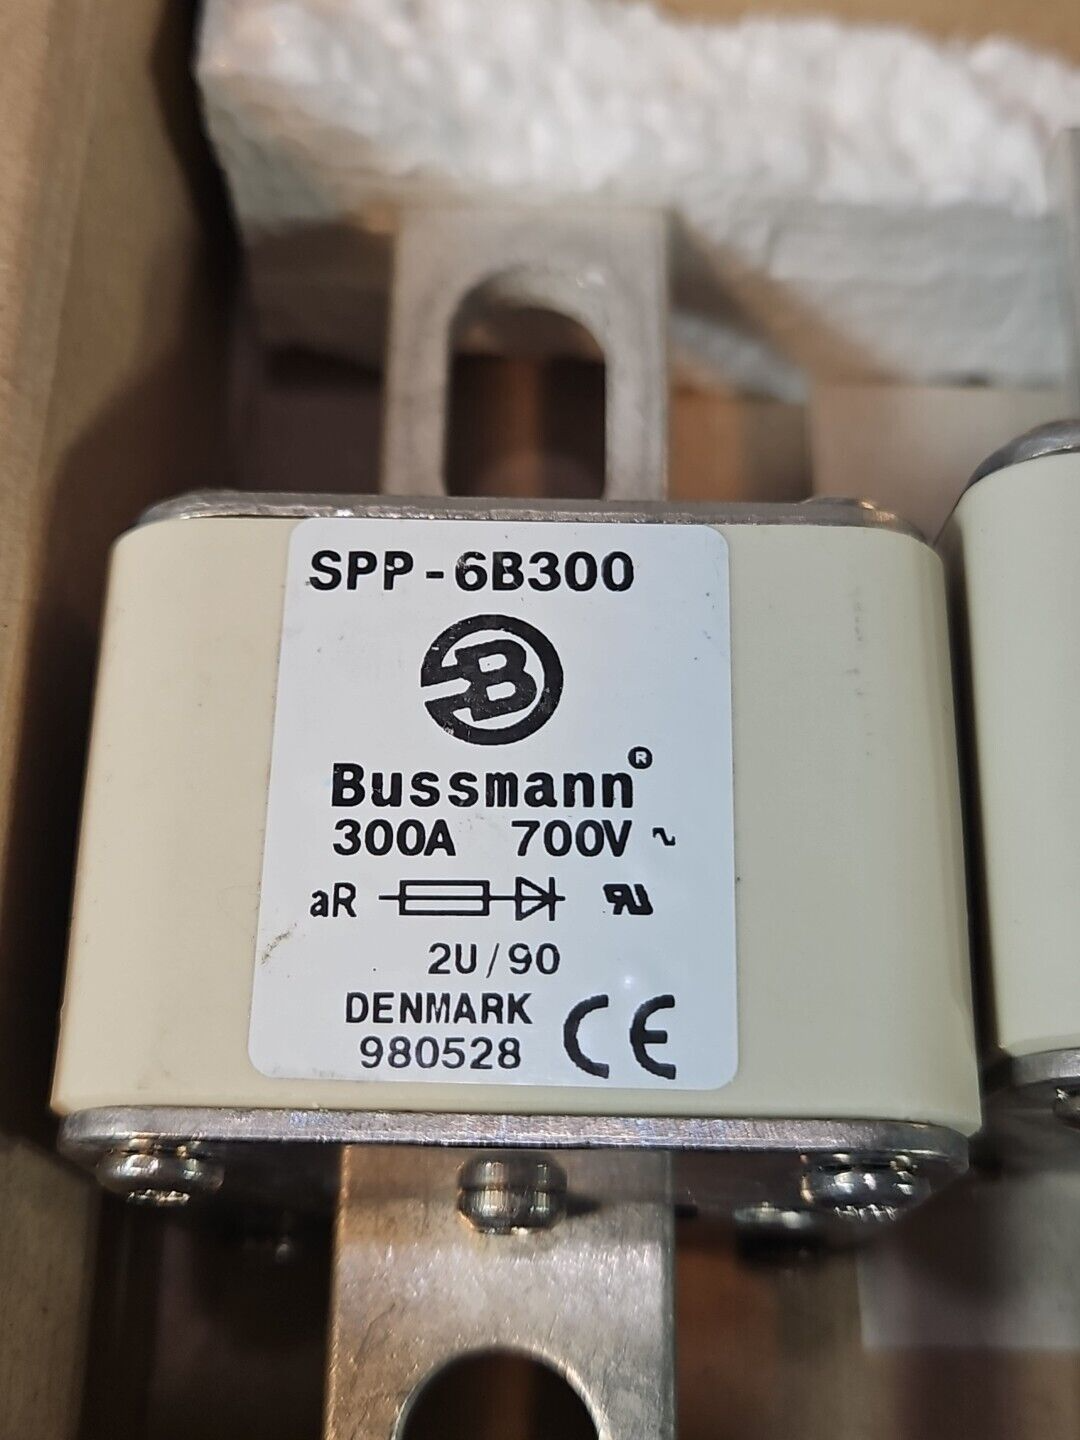 SPP-6B300
B
Bussmann®
300A 700V ~
aR
2U/90
DENMARK
980528 CE